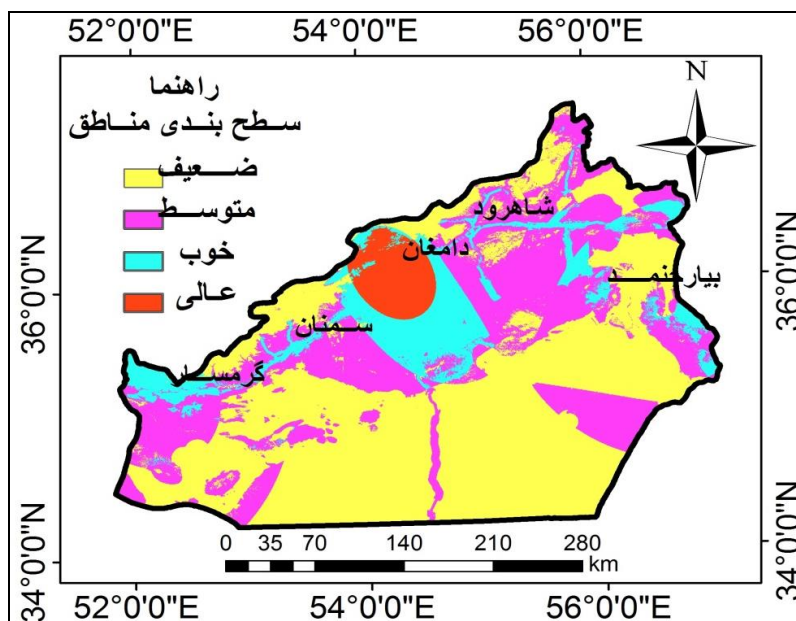 52°0'0"E 54°0'0"E 56°0'0"E
N
راهنما
سطح بندی مناطق
ضعیف
متوسط
خوب
عالی
شاهرود
دامغان
بیارجمند
سمنان
گرمسار
36°0'0"N
36°0'0"N
34°0'0"N
34°0'0"N
0 35 70 140 210 280
km
52°0'0"E 54°0'0"E 56°0'0"E